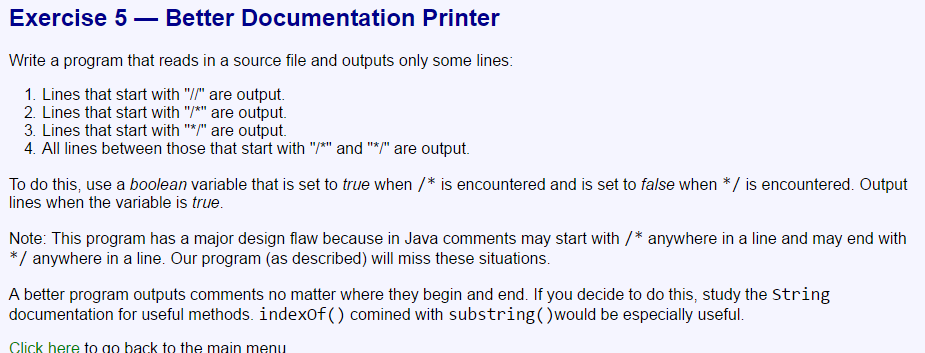 Exercise 5 — Better Documentation Printer
Write a program that reads in a source file and outputs only some lines:
1. Lines that start with "//" are output.
2. Lines that start with "/*" are output.
3. Lines that start with "*/" are output.
4. All lines between those that start with "/*" and "*/" are output.
To do this, use a boolean variable that is set to true when /* is encountered and is set to false when */ is encountered. Output
lines when the variable is true.
Note: This program has a major design flaw because in Java comments may start with /* anywhere in a line and may end with
*/ anywhere in a line. Our program (as described) will miss these situations.
A better program outputs comments no matter where they begin and end. If you decide to do this, study the String
documentation for useful methods. indexOf() comined with substring()would be especially useful.
Click here to go back to the main menu